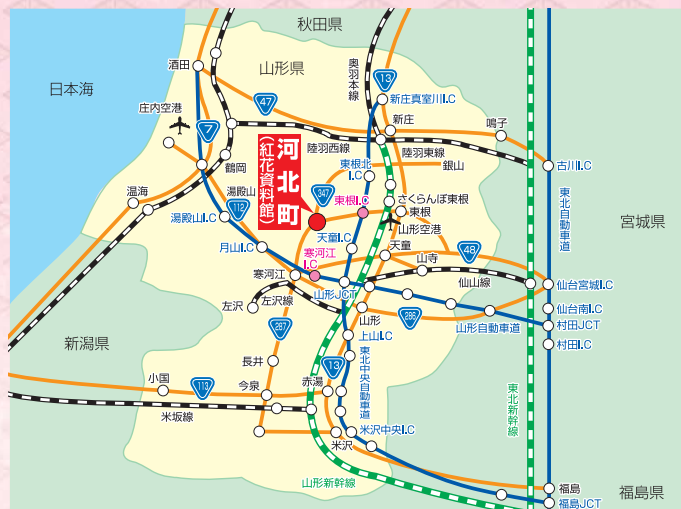 秋田県
日本海
酒田
山形県
奥羽本線
13
新庄真室川I.C
庄内空港
47
7
新庄
鳴子
陸羽西線
陸羽東線
河北町
(紅花資料館)
鶴岡
東根北
I.C
銀山
古川I.C
温海
湯殿山
112
347
東根I.C
さくらんぼ東根
東根
東北自動車道
宮城県
湯殿山I.C
山形空港
天童I.C
月山I.C
天童
48
寒河江
寒河江
I.C
山寺
仙山線
山形JCT
仙台宮城I.C
左沢
左沢線
仙台南I.C
山形
286
山形自動車道
村田JCT
287
上山I.C
村田I.C
新潟県
長井
13
東北中央自動車道
小国
113
今泉
赤湯
東北新幹線
米坂線
米沢中央I.C
米沢
山形新幹線
福島
福島県
福島JCT